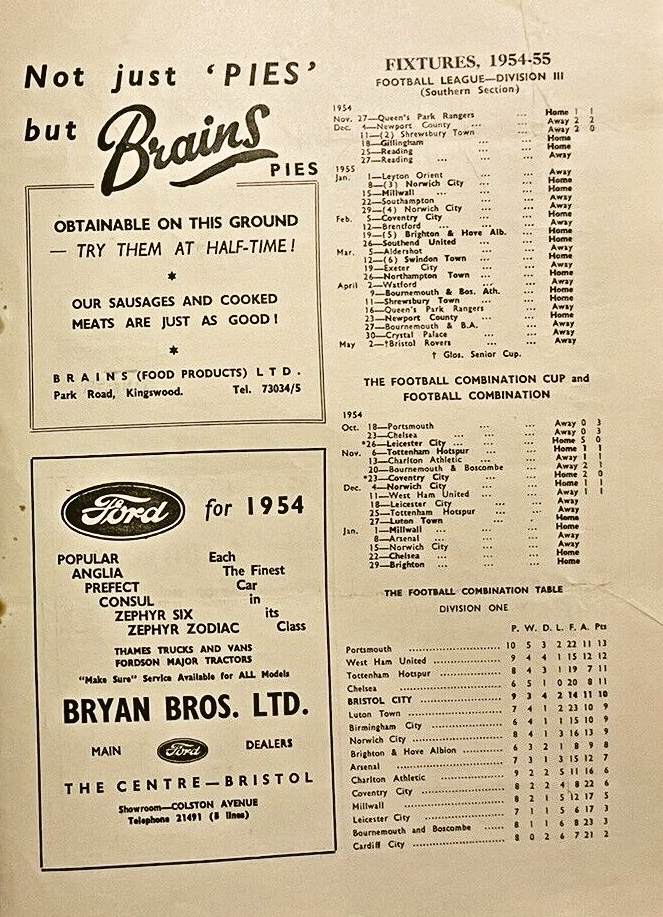 Not just 'PIES'
but Brains
PIES
OBTAINABLE ON THIS GROUND
— TRY THEM AT HALF-TIME!
*
OUR SAUSAGES AND COOKED
MEATS ARE JUST AS GOOD!
*
BRAINS (FOOD PRODUCTS) LTD.
Park Road, Kingswood. Tel. 73034/5
Ford for 1954
POPULAR Each
ANGLIA The Finest
PREFECT Car
CONSUL in
ZEPHYR SIX its
ZEPHYR ZODIAC Class
THAMES TRUCKS AND VANS
FORDSON MAJOR TRACTORS
"Make Sure" Service Available for ALL Models
BRYAN BROS. LTD.
MAIN Ford DEALERS
THE CENTRE—BRISTOL
Showroom—COLSTON AVENUE
Telephone 21491 (8 lines)
FIXTURES, 1954-55
FOOTBALL LEAGUE—DIVISION III
(Southern Section)
1954
Nov. 27—Queen's Park Rangers ... Home 1 1
Dec. 4—Newport County ... Away 2 2
11—(2) Shrewsbury Town ... Away 2 0
18—Gillingham ... Home
25—Reading ... Home
27—Reading ... Away
1955
Jan. 1—Leyton Orient ... Away
8—(3) Norwich City ... Home
15—Millwall ... Home
22—Southampton ... Away
29—(4) Norwich City ... Home
Feb. 5—Coventry City ... Home
12—Brentford ... Away
19—(5) Brighton & Hove Alb. ... Home
26—Southend United ... Home
Mar. 5—Aldershot ... Away
12—(6) Swindon Town ... Home
19—Exeter City ... Away
26—Northampton Town ... Home
April 2—Watford ... Away
9—Bournemouth & Bos. Ath. ... Home
11—Shrewsbury Town ... Home
16—Queen's Park Rangers ... Away
23—Newport County ... Home
27—Bournemouth & B.A. ... Away
30—Crystal Palace ... Away
May 2—†Bristol Rovers ... Away
† Glos. Senior Cup.
THE FOOTBALL COMBINATION CUP and
FOOTBALL COMBINATION
1954
Oct. 18—Portsmouth ... Away 0 3
23—Chelsea ... Away 0 3
*26—Leicester City ... Home 5 0
Nov. 6—Tottenham Hotspur ... Home 1 1
13—Charlton Athletic ... Away 1 1
20—Bournemouth & Boscombe ... Away 2 1
*23—Coventry City ... Home 2 0
Dec. 4—Norwich City ... Home 1 1
11—West Ham United ... Away 1 1
18—Leicester City ... Away
25—Tottenham Hotspur ... Away
27—Luton Town ... Home
Jan. 1—Millwall ... Home
8—Arsenal ... Away
15—Norwich City ... Away
22—Chelsea ... Home
29—Brighton ... Home
THE FOOTBALL COMBINATION TABLE
DIVISION ONE
P. W. D. L. F. A. Pts
Portsmouth 10 5 3 2 22 11 13
West Ham United 9 4 4 1 15 12 12
Tottenham Hotspur 8 4 3 1 19 7 11
Chelsea 6 5 1 0 20 8 11
BRISTOL CITY 9 3 4 2 14 11 10
Luton Town 7 4 1 2 23 10 9
Birmingham City 6 4 1 1 15 10 9
Norwich City 8 4 1 3 16 13 9
Brighton & Hove Albion 6 3 2 1 8 9 8
Arsenal 7 3 1 3 15 12 7
Charlton Athletic 9 2 2 5 11 16 6
Coventry City 8 2 2 4 8 22 6
Millwall 8 2 1 5 12 17 5
Leicester City 7 1 1 5 6 17 3
Bournemouth and Boscombe 8 1 1 6 8 23 3
Cardiff City 8 0 2 6 7 21 2